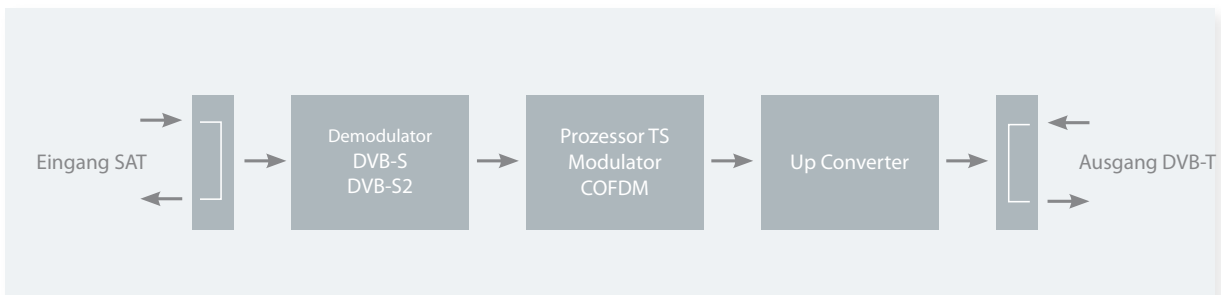 Eingang SAT
Demodulator
DVB-S
DVB-S2
Prozessor TS
Modulator
COFDM
Up Converter
Ausgang DVB-T